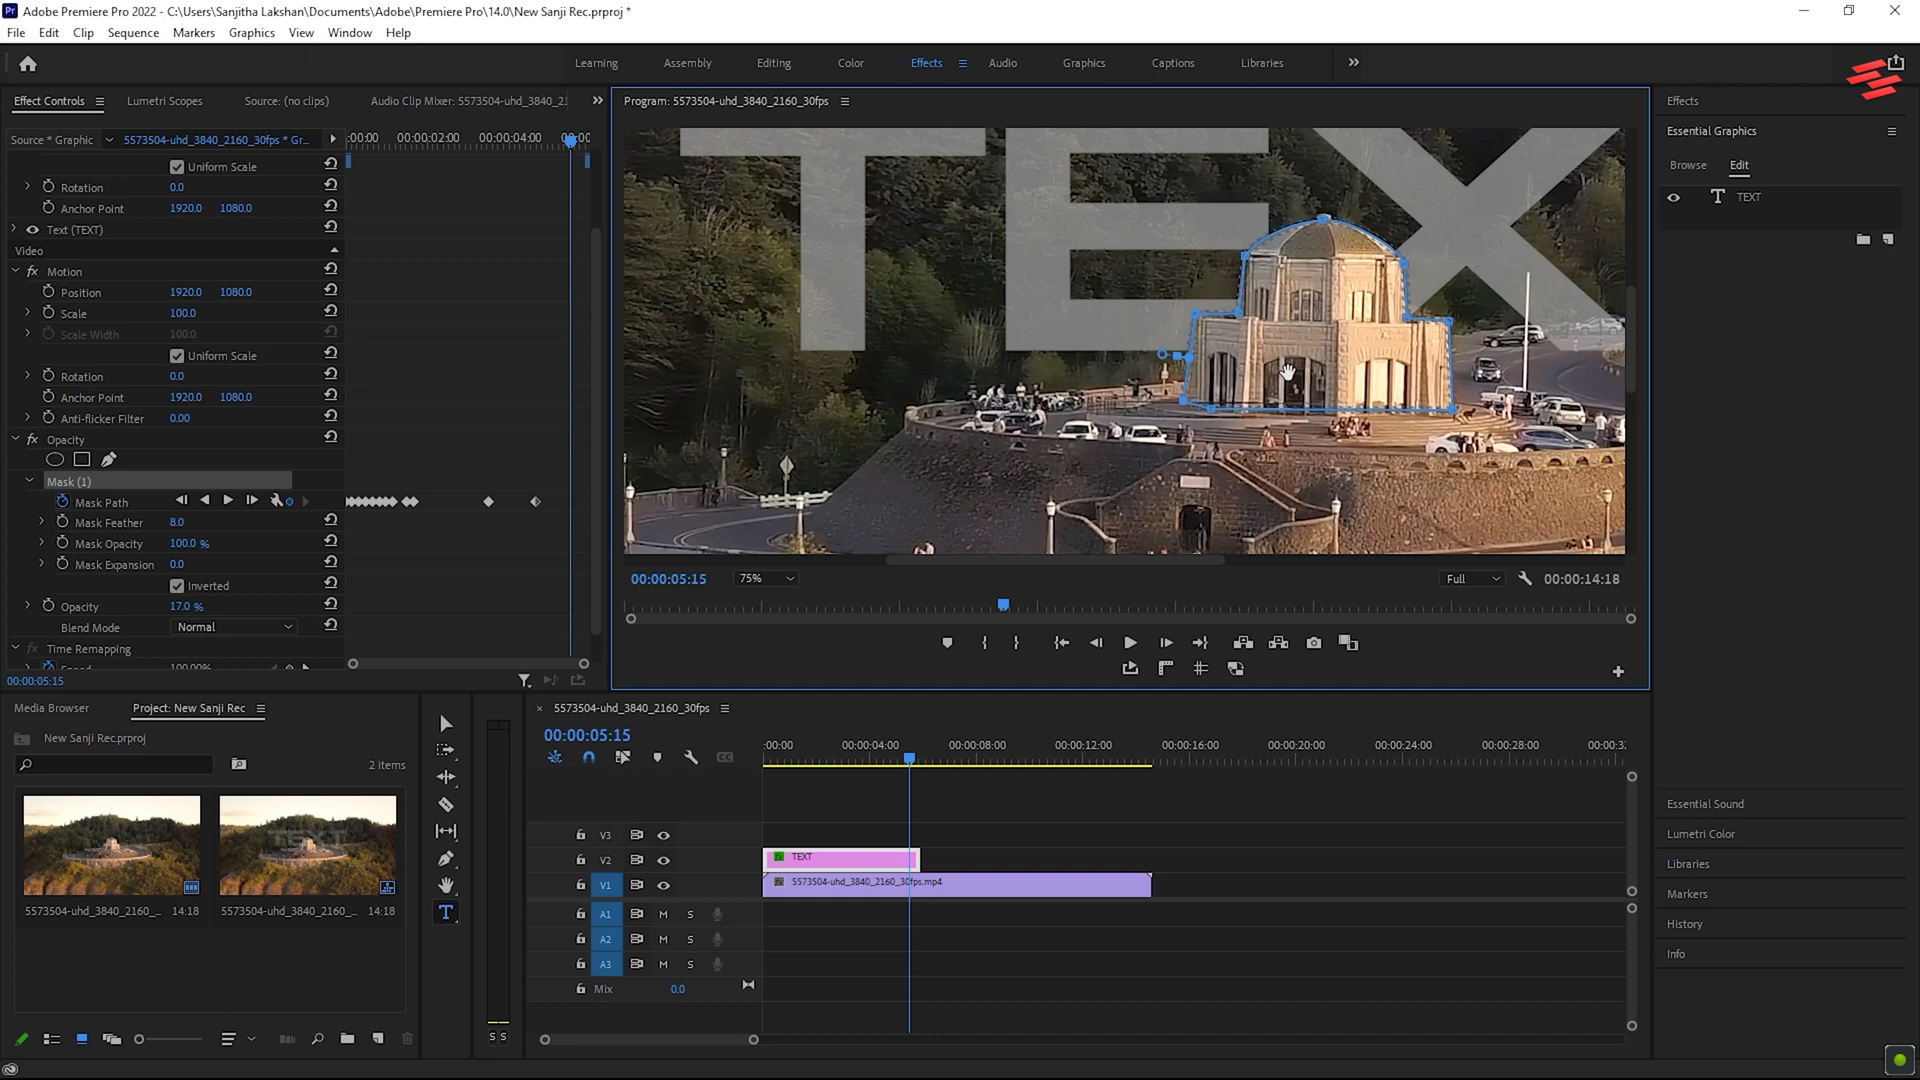 Adobe Premiere Pro 2022 - C:\Users\Sanjitha Lakshan\Documents\Adobe\Premiere Pro\14.0\New Sanji Rec.prproj *
File Edit Clip Sequence Markers Graphics View Window Help
Learning Assembly Editing Color Effects Audio Graphics Captions Libraries
Effect Controls Lumetri Scopes Source: (no clips) Audio Clip Mixer: 5573504-uhd_3840_21
Source * Graphic 5573504-uhd_3840_2160_30fps * Gr... :00:00 00:00:02:00 00:00:04:00
Uniform Scale
Rotation 0.0
Anchor Point 1920.0 1080.0
Text (TEXT)
Video
Motion
Position 1920.0 1080.0
Scale 100.0
Scale Width 100.0
Uniform Scale
Rotation 0.0
Anchor Point 1920.0 1080.0
Anti-flicker Filter 0.00
Opacity
Mask (1)
Mask Path
Mask Feather 8.0
Mask Opacity 100.0 %
Mask Expansion 0.0
Inverted
Opacity 17.0 %
Blend Mode Normal
Time Remapping
00:00:05:15
Program: 5573504-uhd_3840_2160_30fps
TEX
00:00:05:15 75% Full 00:00:14:18
Effects
Essential Graphics
Browse Edit
T TEXT
Essential Sound
Lumetri Color
Libraries
Markers
History
Info
Media Browser Project: New Sanji Rec
New Sanji Rec.prproj
2 items
TEXT
5573504-uhd_3840_2160_... 14:18 5573504-uhd_3840_2160_... 14:18
5573504-uhd_3840_2160_30fps
00:00:05:15
:00:00 00:00:04:00 00:00:08:00 00:00:12:00 00:00:16:00 00:00:20:00 00:00:24:00 00:00:28:00 00:00:32
V3
V2 TEXT
V1 5573504-uhd_3840_2160_30fps.mp4
A1 M S
A2 M S
A3 M S
Mix 0.0
S S